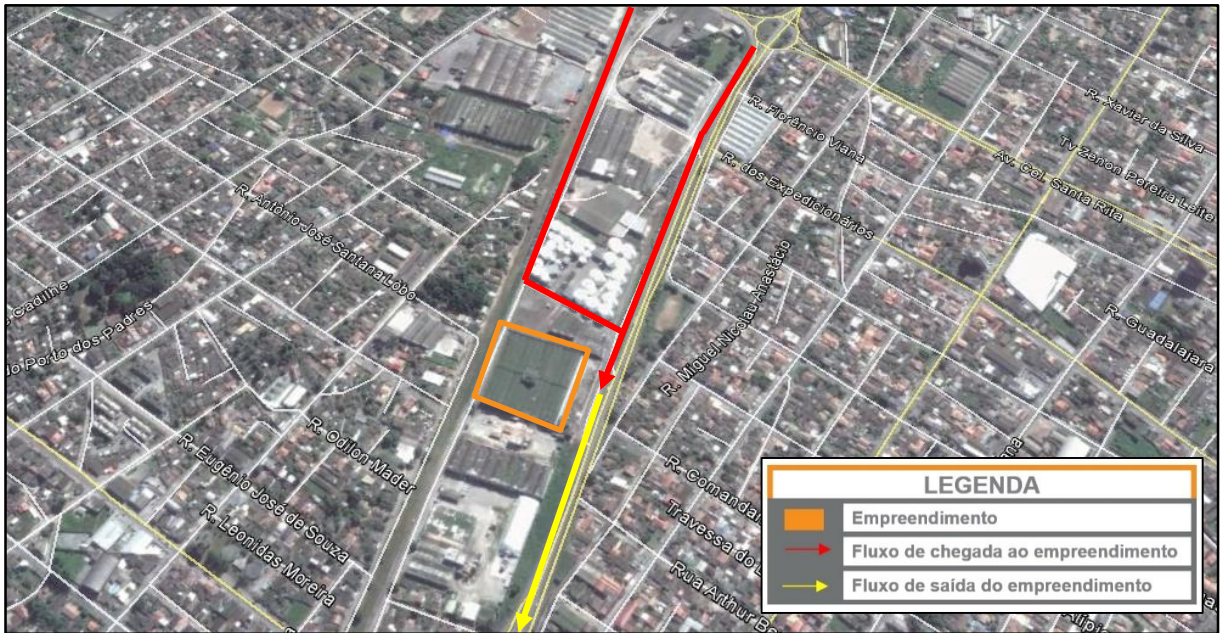 R. Xavier da Silva
R. Florêncio Viana
Tv Zenon Pereira Leite
Av. Cel. Santa Rita
R. dos Expedicionários
R. Antônio José Santana Lôbo
R. Miguel Nicolau Anastácio
R. Guadalajara
Cadilhe
do Porto dos Padres
R. Odilon Mader
R. Eugênio José de Souza
R. Leonidas Moreira
R. Comandan
Travessa do
Rua Arthur Be
LEGENDA
Empreendimento
Fluxo de chegada ao empreendimento
Fluxo de saída do empreendimento